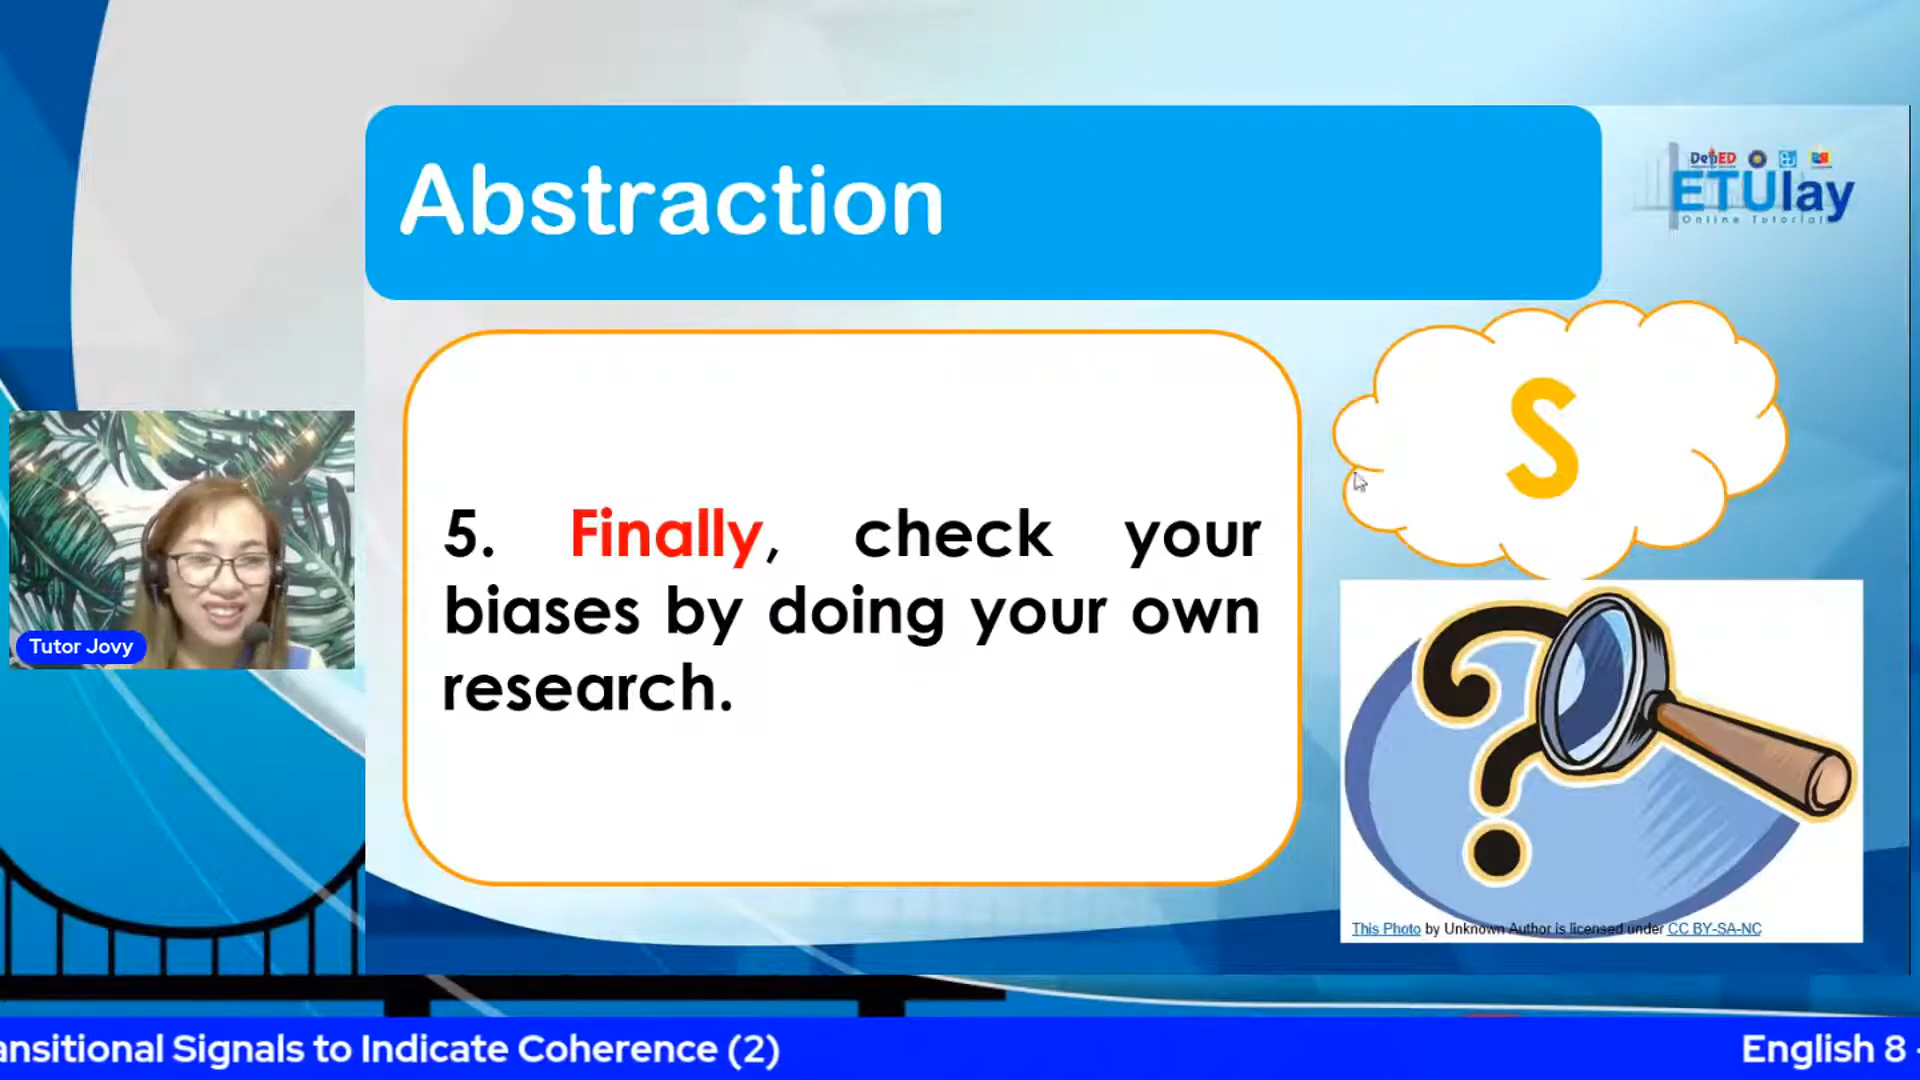 Abstraction
DepED
ETUlay
Online Tutorial
S
5. Finally, check your
biases by doing your own
research.
Tutor Jovy
This Photo by Unknown Author is licensed under CC BY-SA-NC
ansitional Signals to Indicate Coherence (2)
English 8 -